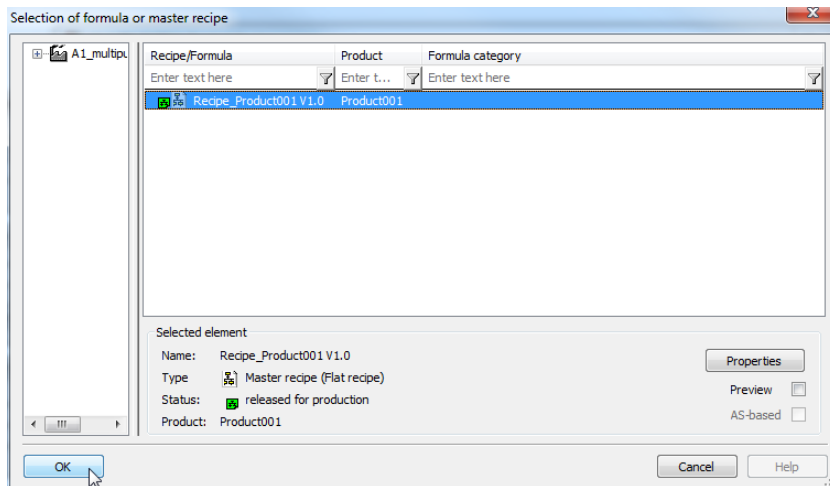 Selection of formula or master recipe
A1_multipu
Recipe/Formula Product Formula category
Enter text here Enter t... Enter text here
Recipe_Product001 V1.0 Product001
Selected element
Name: Recipe_Product001 V1.0
Type Master recipe (Flat recipe)
Status: released for production
Product: Product001
Properties
Preview
AS-based
OK Cancel Help